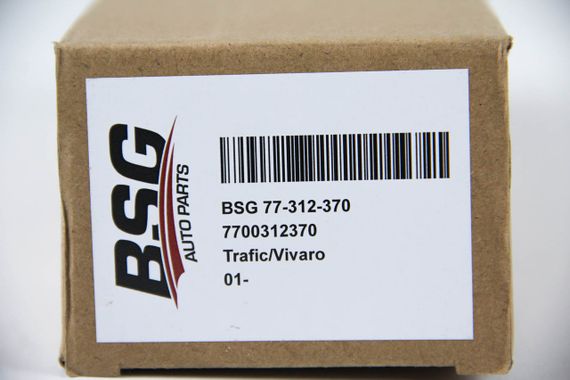 BSG
AUTO PARTS
BSG 77-312-370
7700312370
Trafic/Vivaro
01-